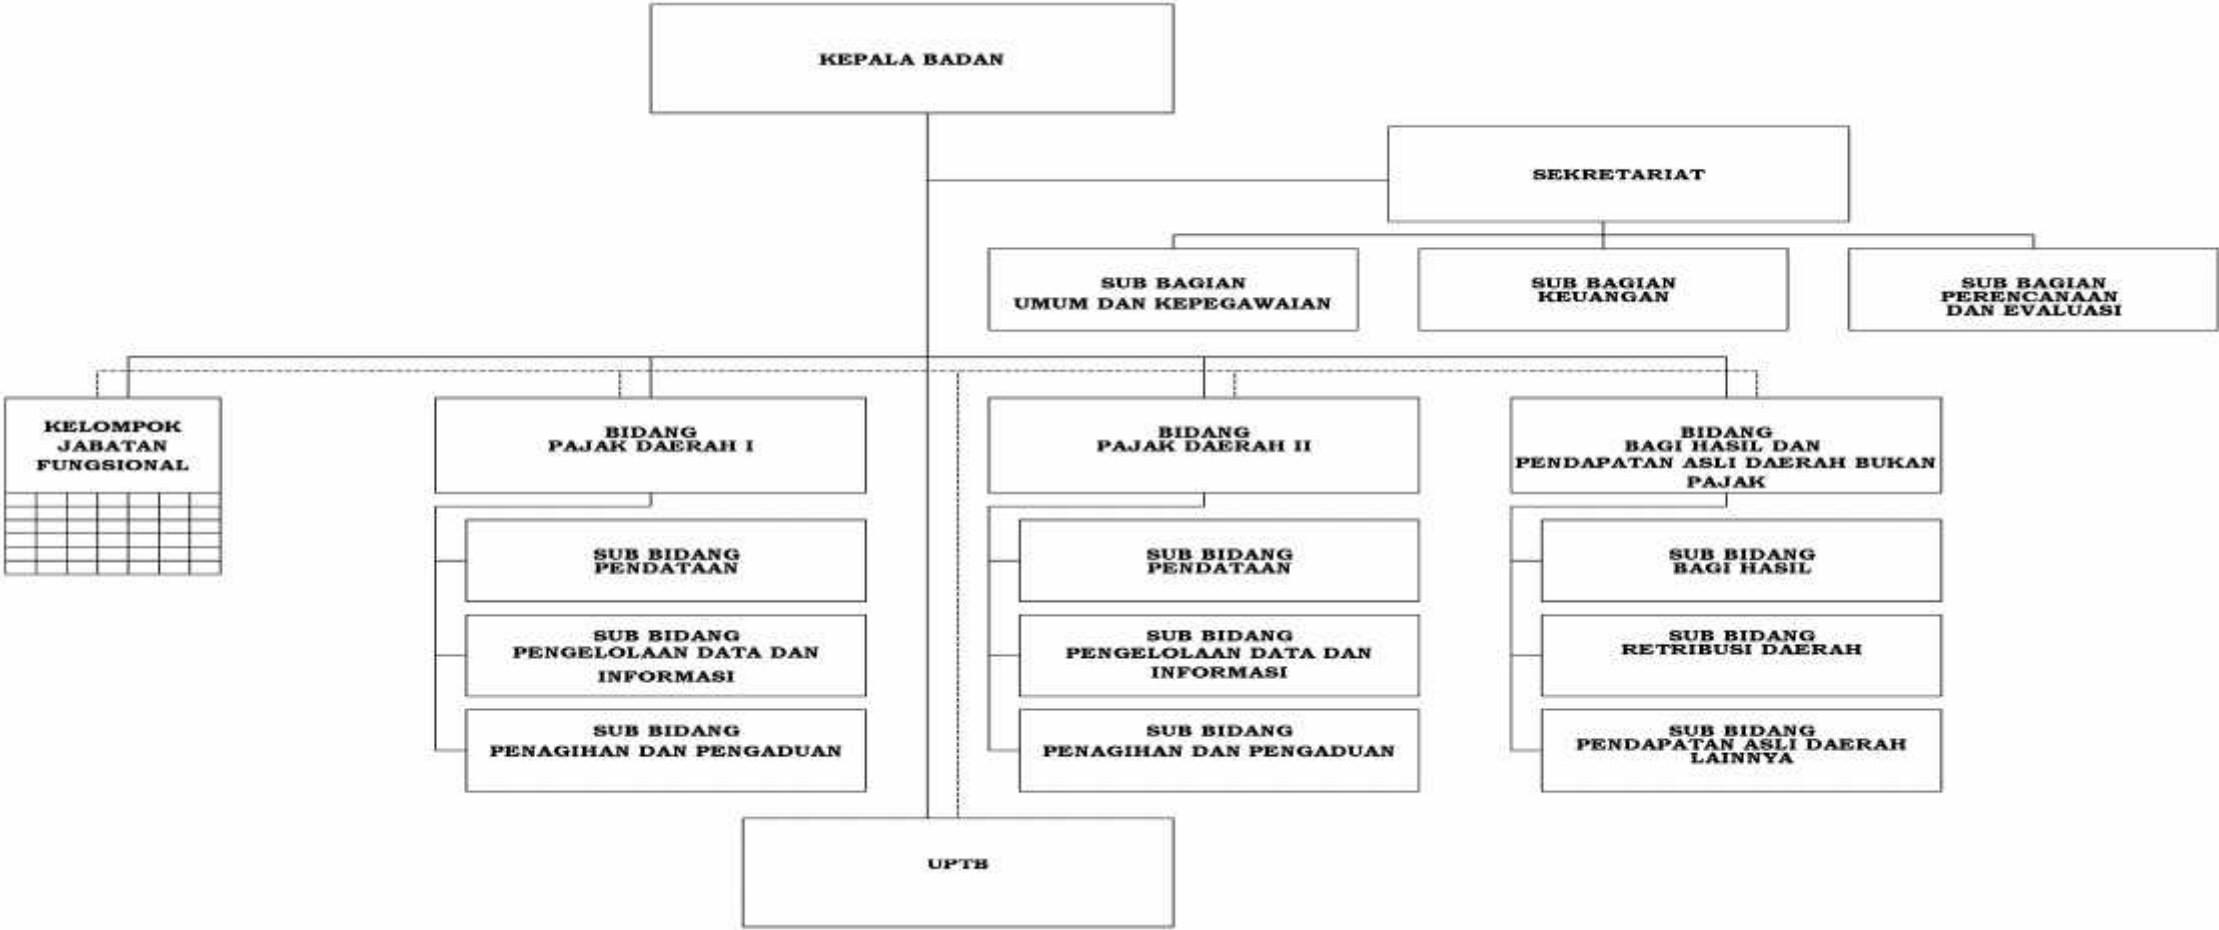 KEPALA BADAN
SEKRETARIAT
SUB BAGIAN
UMUM DAN KEPEGAWAIAN
SUB BAGIAN
KEUANGAN
SUB BAGIAN
PERENCANAAN
DAN EVALUASI
KELOMPOK
JABATAN
FUNGSIONAL
BIDANG
PAJAK DAERAH I
BIDANG
PAJAK DAERAH II
BIDANG
BAGI HASIL DAN
PENDAPATAN ASLI DAERAH BUKAN
PAJAK
SUB BIDANG
PENDATAAN
SUB BIDANG
PENDATAAN
SUB BIDANG
BAGI HASIL
SUB BIDANG
PENGELOLAAN DATA DAN
INFORMASI
SUB BIDANG
PENGELOLAAN DATA DAN
INFORMASI
SUB BIDANG
RETRIBUSI DAERAH
SUB BIDANG
PENAGIHAN DAN PENGADUAN
SUB BIDANG
PENAGIHAN DAN PENGADUAN
SUB BIDANG
PENDAPATAN ASLI DAERAH
LAINNYA
UPTB